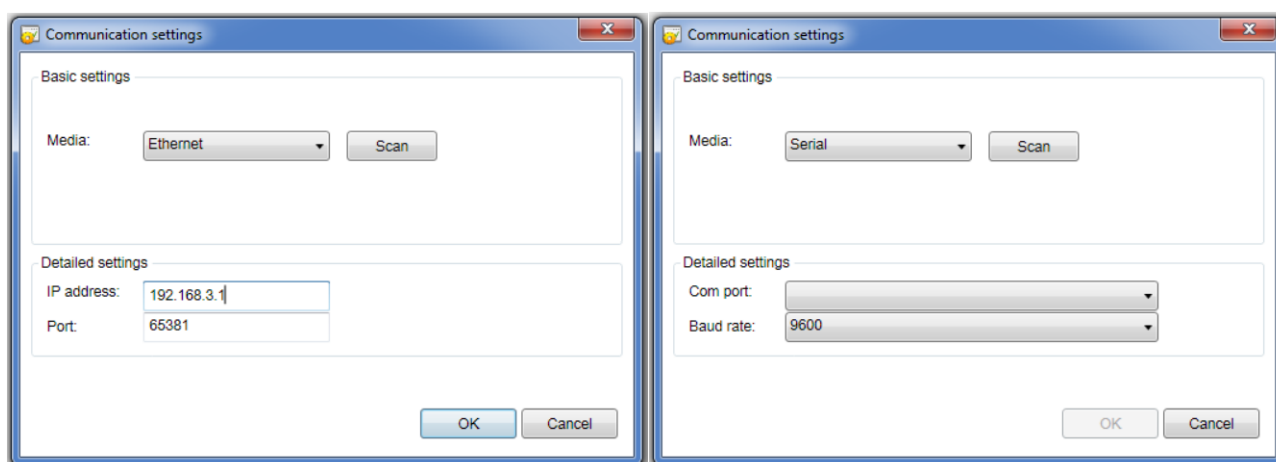 Communication settings
Basic settings
Media: Ethernet Scan
Detailed settings
IP address: 192.168.3.1
Port: 65381
OK Cancel
Communication settings
Basic settings
Media: Serial Scan
Detailed settings
Com port:
Baud rate: 9600
OK Cancel